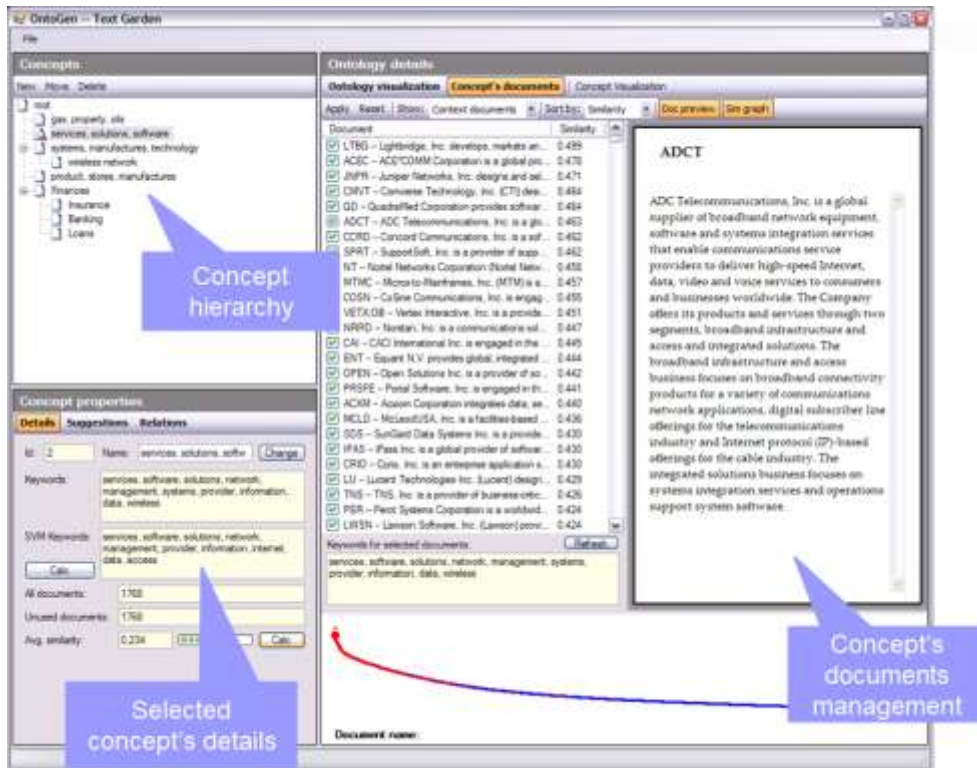 OntoGen -- Text Garden
File
Concepts
New Move Delete
root
gas, property, oils
services, solutions, software
systems, manufactures, technology
wireless network
product, stores, manufactures
finances
Insurance
Banking
Loans
Concept hierarchy
Concept properties
Details Suggestions Relations
Id: 2 Name: services, solutions, softw Change
Keywords: services, software, solutions, network,
management, systems, provider, information,
data, wireless
SVM Keywords: services, software, solutions, network,
management, provider, information, internet,
data, access
Calc
All documents: 1768
Unused documents: 1768
Avg. similarity: 0.234 Calc
Selected
concept's details
Ontology details
Ontology visualization Concept's documents Concept Visualization
Apply Reset Show: Context documents Sort by: Similarity Doc preview Sim graph
Document Similarity
LTBG - Lightbridge, Inc. develops, markets an... 0.499
ACEC - ACE*COMM Corporation is a global pro... 0.478
JNPR - Juniper Networks, Inc. designs and sel... 0.471
CMVT - Comverse Technology, Inc. (CTI) desi... 0.464
QD - QuadraMed Corporation provides softwar... 0.464
ADCT - ADC Telecommunications, Inc. is a glo... 0.463
CCRD - Concord Communications, Inc. is a sof... 0.462
SPRT - SupportSoft, Inc. is a provider of supp... 0.462
NT - Nortel Networks Corporation (Nortel Netw... 0.458
MTMC - Micros-to-Mainframes, Inc. (MTM) is a... 0.457
COSN - CoSine Communications, Inc. is engag... 0.455
VETX.OB - Vertex Interactive, Inc. is a provide... 0.451
NRRD - Norstan, Inc. is a communications sol... 0.447
CAI - CACI International Inc. is engaged in the ... 0.445
ENT - Equant N.V. provides global, integrated ... 0.444
OPEN - Open Solutions Inc. is a provider of so... 0.442
PRSFE - Portal Software, Inc. is engaged in th... 0.441
ACXM - Acxiom Corporation integrates data, se... 0.440
MCLD - McLeodUSA, Inc. is a facilities-based ... 0.436
SDS - SunGard Data Systems Inc. is a provide... 0.430
IPAS - iPass Inc. is a global provider of softwar... 0.430
CRIO - Corio, Inc. is an enterprise application s... 0.430
LU - Lucent Technologies Inc. (Lucent) design... 0.429
TNS - TNS, Inc. is a provider of business-critic... 0.426
PER - Perot Systems Corporation is a worldwid... 0.424
LWSN - Lawson Software, Inc. (Lawson) provi... 0.424
Keywords for selected documents: Refresh
services, software, solutions, network, management, systems,
provider, information, data, wireless
ADCT
ADC Telecommunications, Inc. is a global
supplier of broadband network equipment,
software and systems integration services
that enable communications service
providers to deliver high-speed Internet,
data, video and voice services to consumers
and businesses worldwide. The Company
offers its products and services through two
segments, broadband infrastructure and
access and integrated solutions. The
broadband infrastructure and access
business focuses on broadband connectivity
products for a variety of communications
network applications, digital subscriber line
offerings for the telecommunications
industry and Internet protocol (IP)-based
offerings for the cable industry. The
integrated solutions business focuses on
systems integration services and operations
support system software.
Concept's
documents
management
Document name: